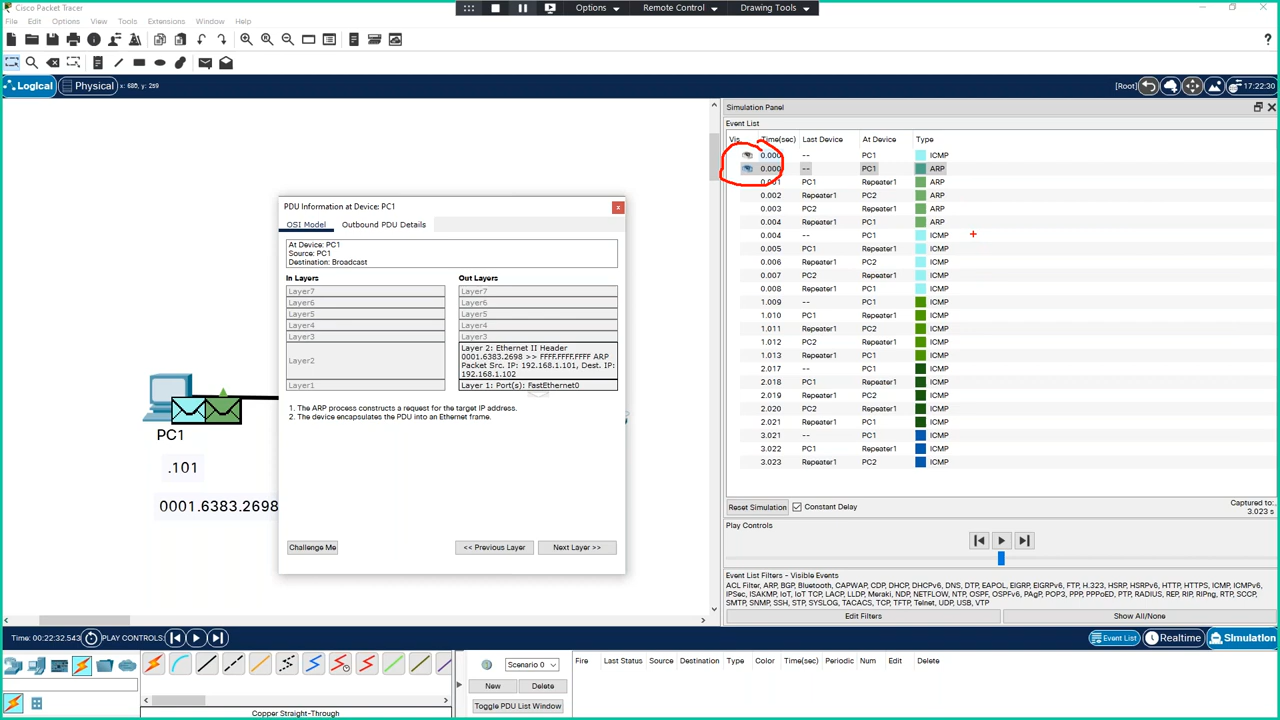 Cisco Packet Tracer
Options Remote Control Drawing Tools
File Edit Options View Tools Extensions Window Help
?
Logical Physical x: 680, y: 259 [Root] 17:22:30
Simulation Panel
Event List
Vis. Time(sec) Last Device At Device Type
0.000 -- PC1 ICMP
0.000 -- PC1 ARP
0.001 PC1 Repeater1 ARP
0.002 Repeater1 PC2 ARP
0.003 PC2 Repeater1 ARP
0.004 Repeater1 PC1 ARP
0.004 -- PC1 ICMP
0.005 PC1 Repeater1 ICMP
0.006 Repeater1 PC2 ICMP
0.007 PC2 Repeater1 ICMP
0.008 Repeater1 PC1 ICMP
1.009 -- PC1 ICMP
1.010 PC1 Repeater1 ICMP
1.011 Repeater1 PC2 ICMP
1.012 PC2 Repeater1 ICMP
1.013 Repeater1 PC1 ICMP
2.017 -- PC1 ICMP
2.018 PC1 Repeater1 ICMP
2.019 Repeater1 PC2 ICMP
2.020 PC2 Repeater1 ICMP
2.021 Repeater1 PC1 ICMP
3.021 -- PC1 ICMP
3.022 PC1 Repeater1 ICMP
3.023 Repeater1 PC2 ICMP
Reset Simulation Constant Delay Captured to:
3.023 s
Play Controls
Event List Filters - Visible Events
ACL Filter, ARP, BGP, Bluetooth, CAPWAP, CDP, DHCP, DHCPv6, DNS, DTP, EAPOL, EIGRP, EIGRPv6, FTP, H.323, HSRP, HSRPv6, HTTP, HTTPS, ICMP, ICMPv6,
IPSec, ISAKMP, IoT, IoT TCP, LACP, LLDP, Meraki, NDP, NETFLOW, NTP, OSPF, OSPFv6, PAgP, POP3, PPP, PPPoED, PTP, RADIUS, REP, RIP, RIPng, RTP, SCCP,
SMTP, SNMP, SSH, STP, SYSLOG, TACACS, TCP, TFTP, Telnet, UDP, USB, VTP
Edit Filters Show All/None
PDU Information at Device: PC1
OSI Model Outbound PDU Details
At Device: PC1
Source: PC1
Destination: Broadcast
In Layers Out Layers
Layer7 Layer7
Layer6 Layer6
Layer5 Layer5
Layer4 Layer4
Layer3 Layer3
Layer2
Layer 2: Ethernet II Header
0001.6383.2698 >> FFFF.FFFF.FFFF ARP
Packet Src. IP: 192.168.1.101, Dest. IP:
192.168.1.102
Layer1 Layer 1: Port(s): FastEthernet0
1. The ARP process constructs a request for the target IP address.
2. The device encapsulates the PDU into an Ethernet frame.
Challenge Me << Previous Layer Next Layer >>
PC1
.101
0001.6383.2698
Time: 00:22:32.543 PLAY CONTROLS: Event List Realtime Simulation
Scenario 0 Fire Last Status Source Destination Type Color Time(sec) Periodic Num Edit Delete
New Delete
Toggle PDU List Window
Copper Straight-Through